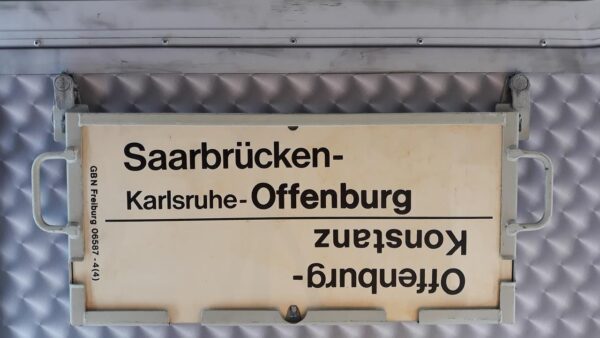 Saarbrücken-
Karlsruhe-Offenburg
Offenburg-
Konstanz
GBN Freiburg 06587-4(4)